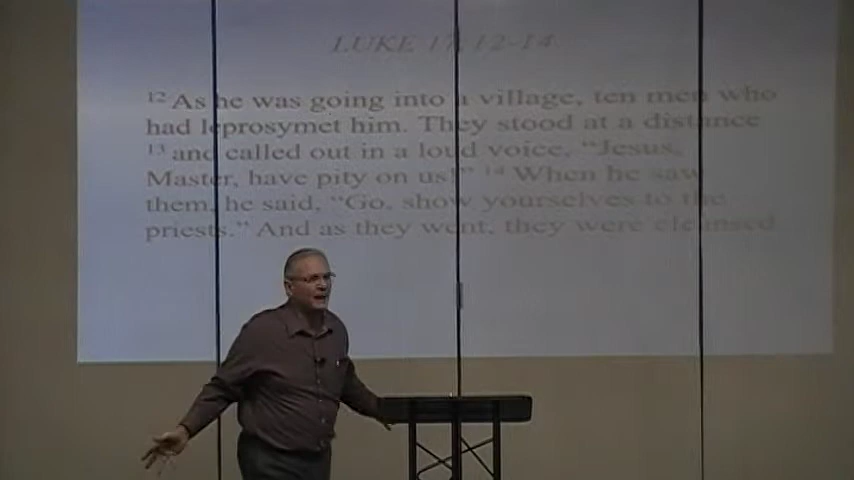 LUKE 17, 12-14
12 As he was going into a village, ten men who
had leprosymet him. They stood at a distance
13 and called out in a loud voice, "Jesus,
Master, have pity on us!" 14 When he saw
them, he said, "Go, show yourselves to the
priests." And as they went, they were cleansed